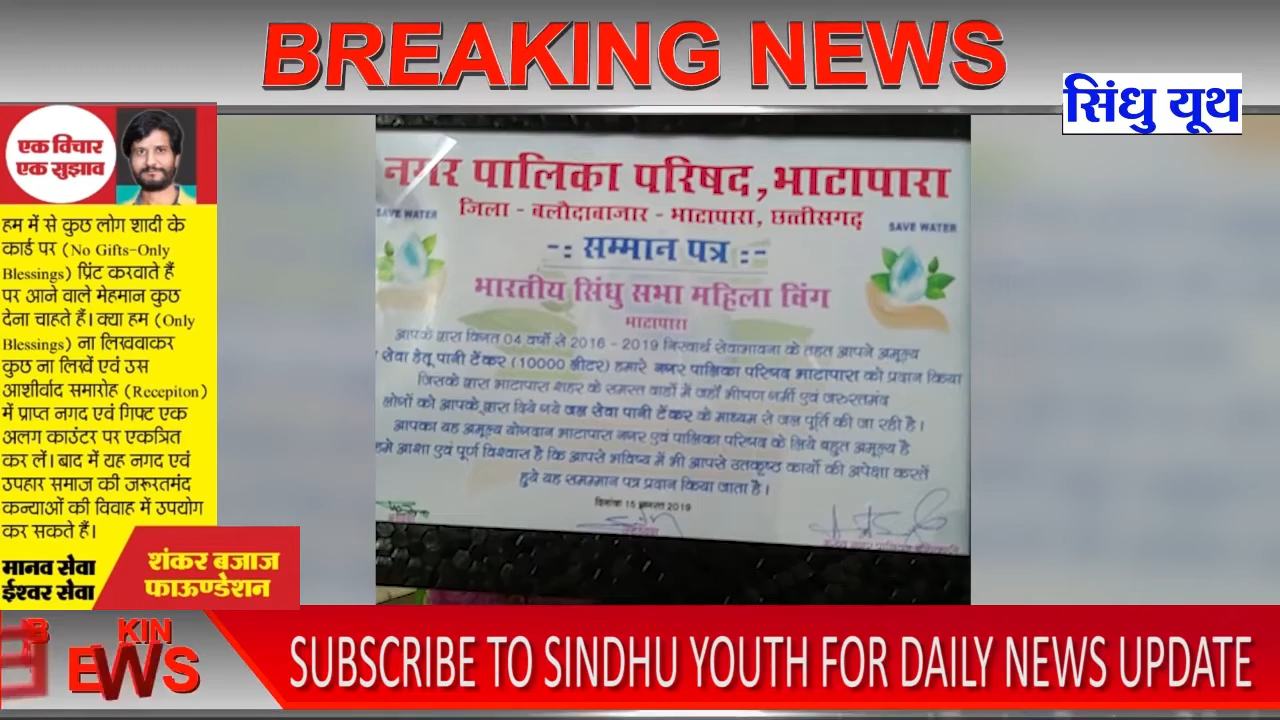 BREAKING NEWS
सिंधु यूथ
एक विचार
एक सुझाव
हम में से कुछ लोग शादी के
कार्ड पर (No Gifts-Only
Blessings) प्रिंट करवाते हैं
पर आने वाले मेहमान कुछ
देना चाहते हैं। क्या हम (Only
Blessings) ना लिखवाकर
कुछ ना लिखें एवं उस
आशीर्वाद समारोह (Recepiton)
में प्राप्त नगद एवं गिफ्ट एक
अलग काउंटर पर एकत्रित
कर लें। बाद में यह नगद एवं
उपहार समाज की जरूरतमंद
कन्याओं की विवाह में उपयोग
कर सकते हैं।
मानव सेवा
ईश्वर सेवा
शंकर बजाज
फाऊण्डेशन
नगर पालिका परिषद,भाटापारा
जिला - बलौदाबाजार - भाटापारा, छत्तीसगढ़
SAVE WATER
SAVE WATER
-: सम्मान पत्र :-
भारतीय सिंधु सभा महिला विंग
भाटापारा
आपके द्वारा विगत 04 वर्षो से 2016 - 2019 निस्वार्थ सेवाभावना के तहत आपने अमूल्य
सेवा हेतू पानी टेंकर (10000 लीटर) हमारे नगर पालिका परिषद भाटापारा को प्रदान किया
जिसके द्वारा भाटापारा शहर के समस्त वार्डो में जहाँ भीषण गर्मी एवं जरुरतमंद
लोगों को आपके द्वारा दिये गये जल सेवा पानी टेंकर के माध्यम से जल पूर्ति की जा रही है।
आपका यह अमूल्य योगदान भाटापारा नगर एवं पालिका परिषद के लिये बहुत अमूल्य है
हमे आशा एवं पूर्ण विश्वास है कि आपसे भविष्य में भी आपसे उतकृष्ठ कार्यो की अपेक्षा करतें
हुये यह समम्मान पत्र प्रदान किया जाता है।
दिनांक 15 अगस्त 2019
KIN
EWS
SUBSCRIBE TO SINDHU YOUTH FOR DAILY NEWS UPDATE